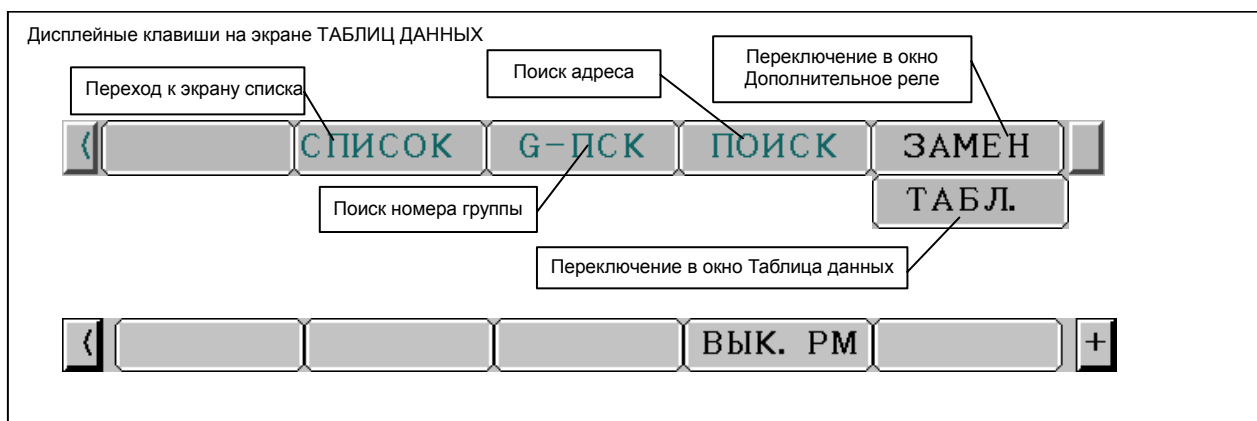 Дисплейные клавиши на экране ТАБЛИЦ ДАННЫХ
Переключение в окно
Дополнительное реле
Поиск адреса
Переход к экрану списка
СПИСОК G-ПСК ПОИСК ЗАМЕН
ТАБЛ.
Поиск номера группы
Переключение в окно Таблица данных
ВЫК. РМ +